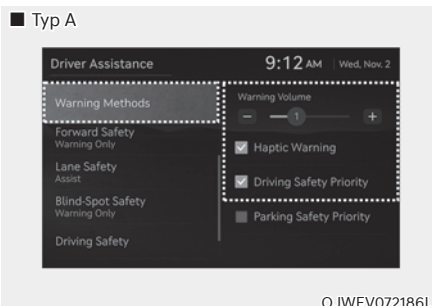 ■ Typ A
Driver Assistance
9:12 AM
Wed, Nov. 2
Warning Methods
Forward Safety
Warning Only
Lane Safety
Assist
Blind-Spot Safety
Warning Only
Driving Safety
Warning Volume
− 1 +
Haptic Warning
Driving Safety Priority
Parking Safety Priority
OJWEV072186L